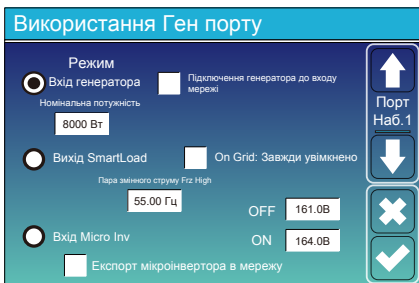 Використання Ген порту
Режим
Вхід генератора
Підключення генератора до входу
мережі
Номінальна потужність
8000 Вт
Порт
Наб.1
Вихід SmartLoad
On Grid: Завжди увімкнено
Пара змінного струму Frz High
55.00 Гц
OFF 161.0В
Вхід Micro Inv
ON 164.0В
Експорт мікроінвертора в мережу